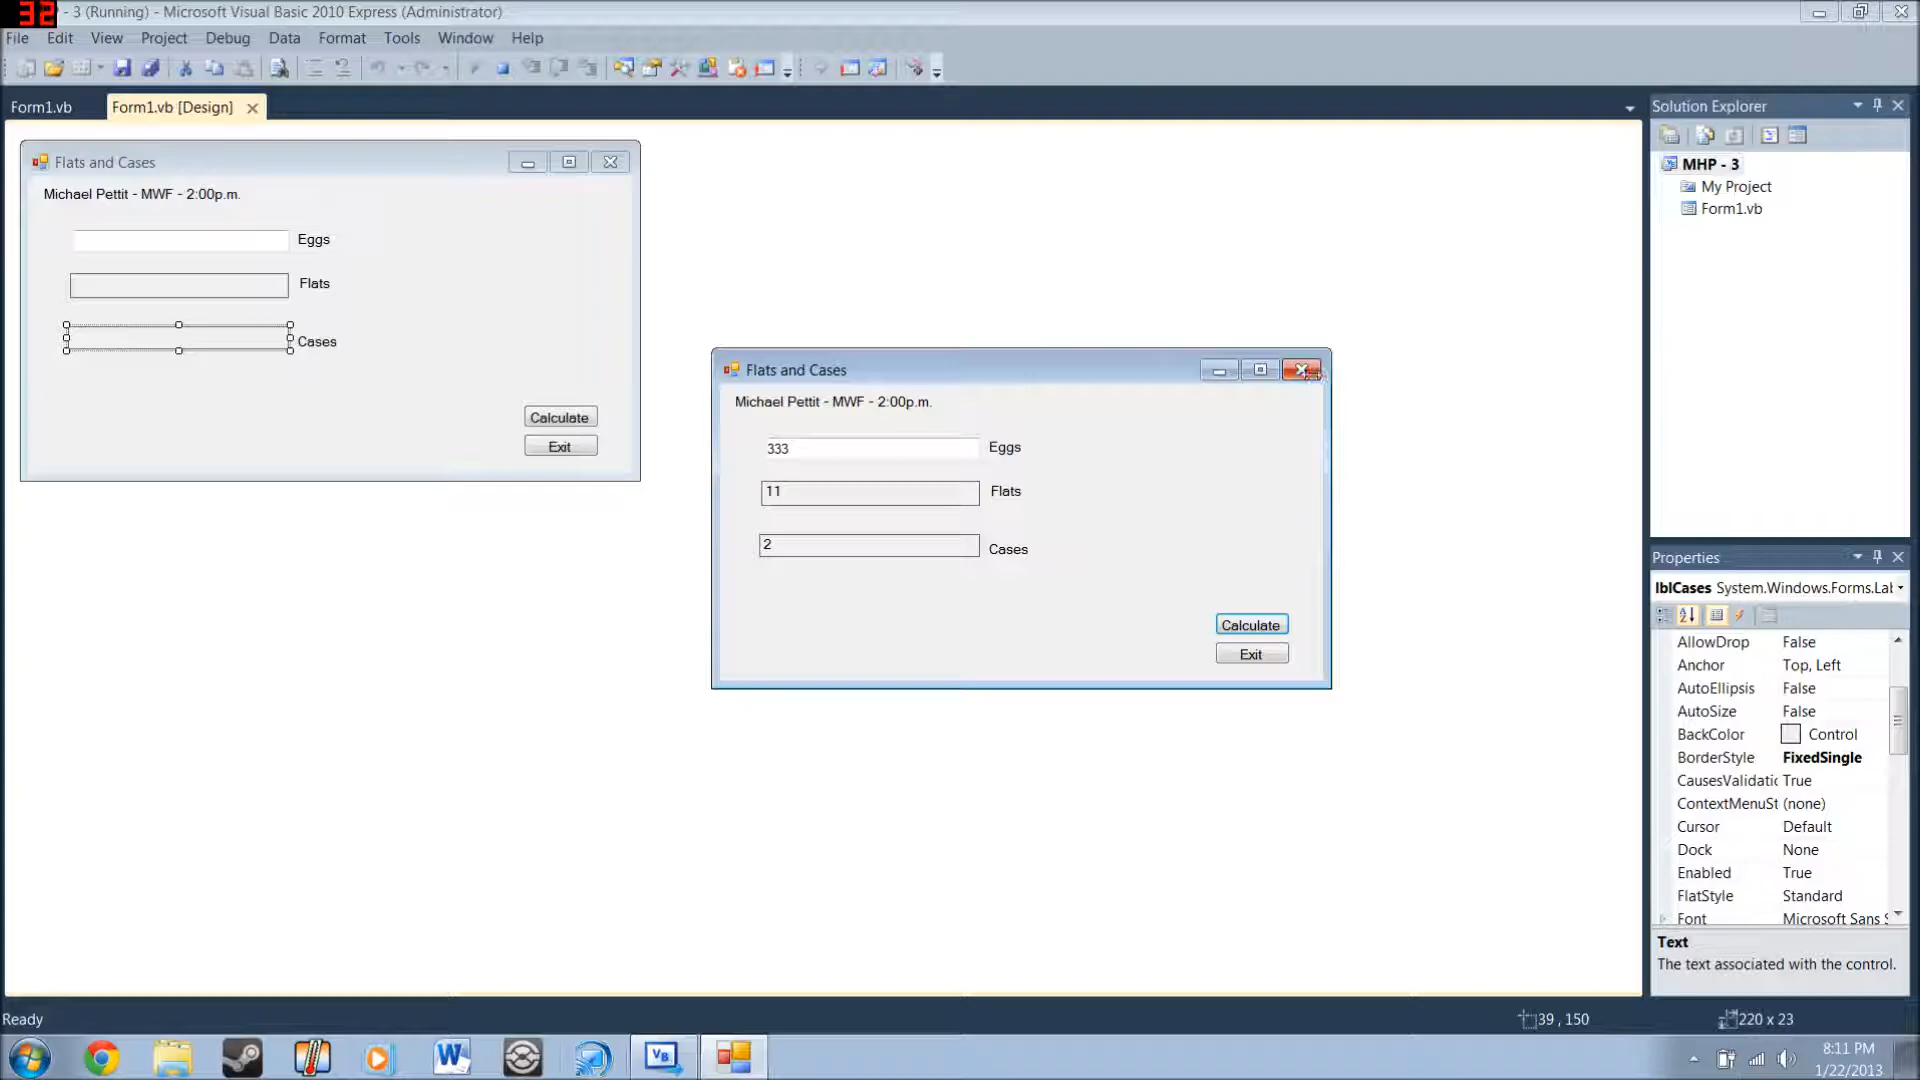 32 - 3 (Running) - Microsoft Visual Basic 2010 Express (Administrator)
File Edit View Project Debug Data Format Tools Window Help
Form1.vb Form1.vb [Design]
Flats and Cases
Michael Pettit - MWF - 2:00p.m.
Eggs
Flats
Cases
Calculate
Exit
Flats and Cases
Michael Pettit - MWF - 2:00p.m.
333 Eggs
11 Flats
2 Cases
Calculate
Exit
Solution Explorer
MHP - 3
My Project
Form1.vb
Properties
lblCases System.Windows.Forms.Lal
AllowDrop False
Anchor Top, Left
AutoEllipsis False
AutoSize False
BackColor Control
BorderStyle FixedSingle
CausesValidatic True
ContextMenuSt (none)
Cursor Default
Dock None
Enabled True
FlatStyle Standard
Font Microsoft Sans S
Text
The text associated with the control.
Ready 39 , 150 220 x 23
8:11 PM
1/22/2013